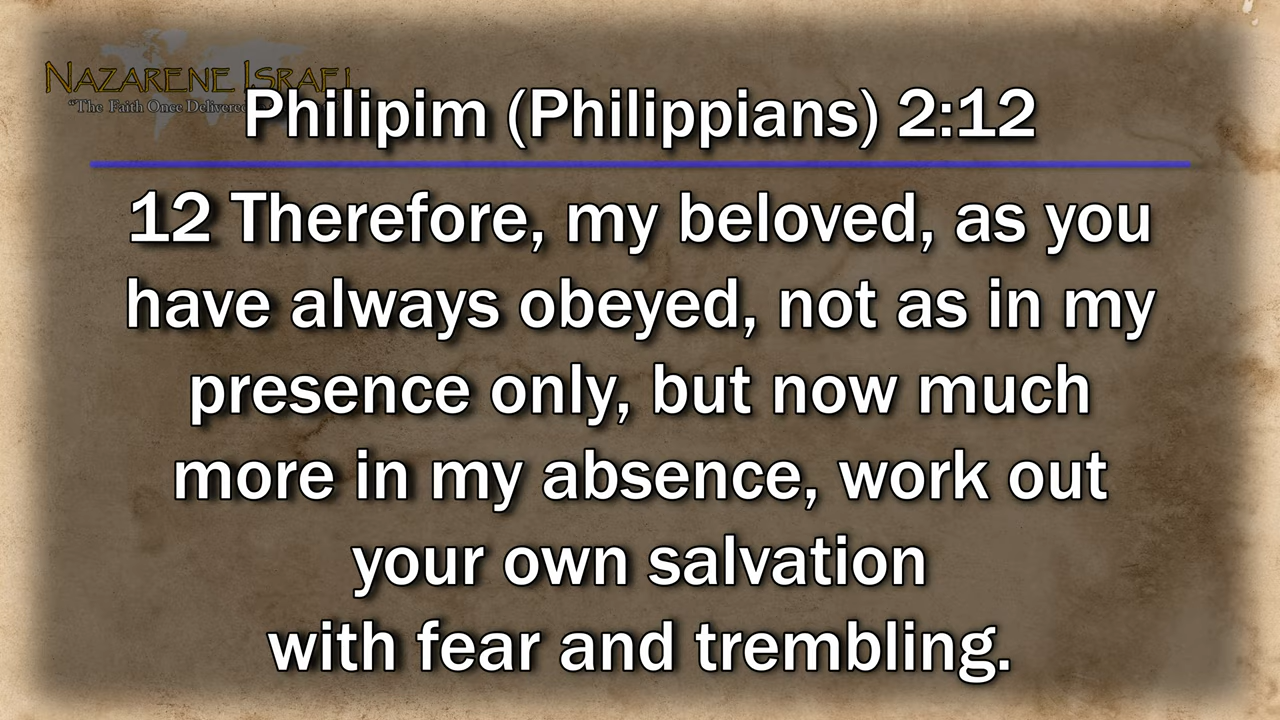 NAZARENE ISRAEL
"The Faith Once Delivered
Philipim (Philippians) 2:12
12 Therefore, my beloved, as you
have always obeyed, not as in my
presence only, but now much
more in my absence, work out
your own salvation
with fear and trembling.